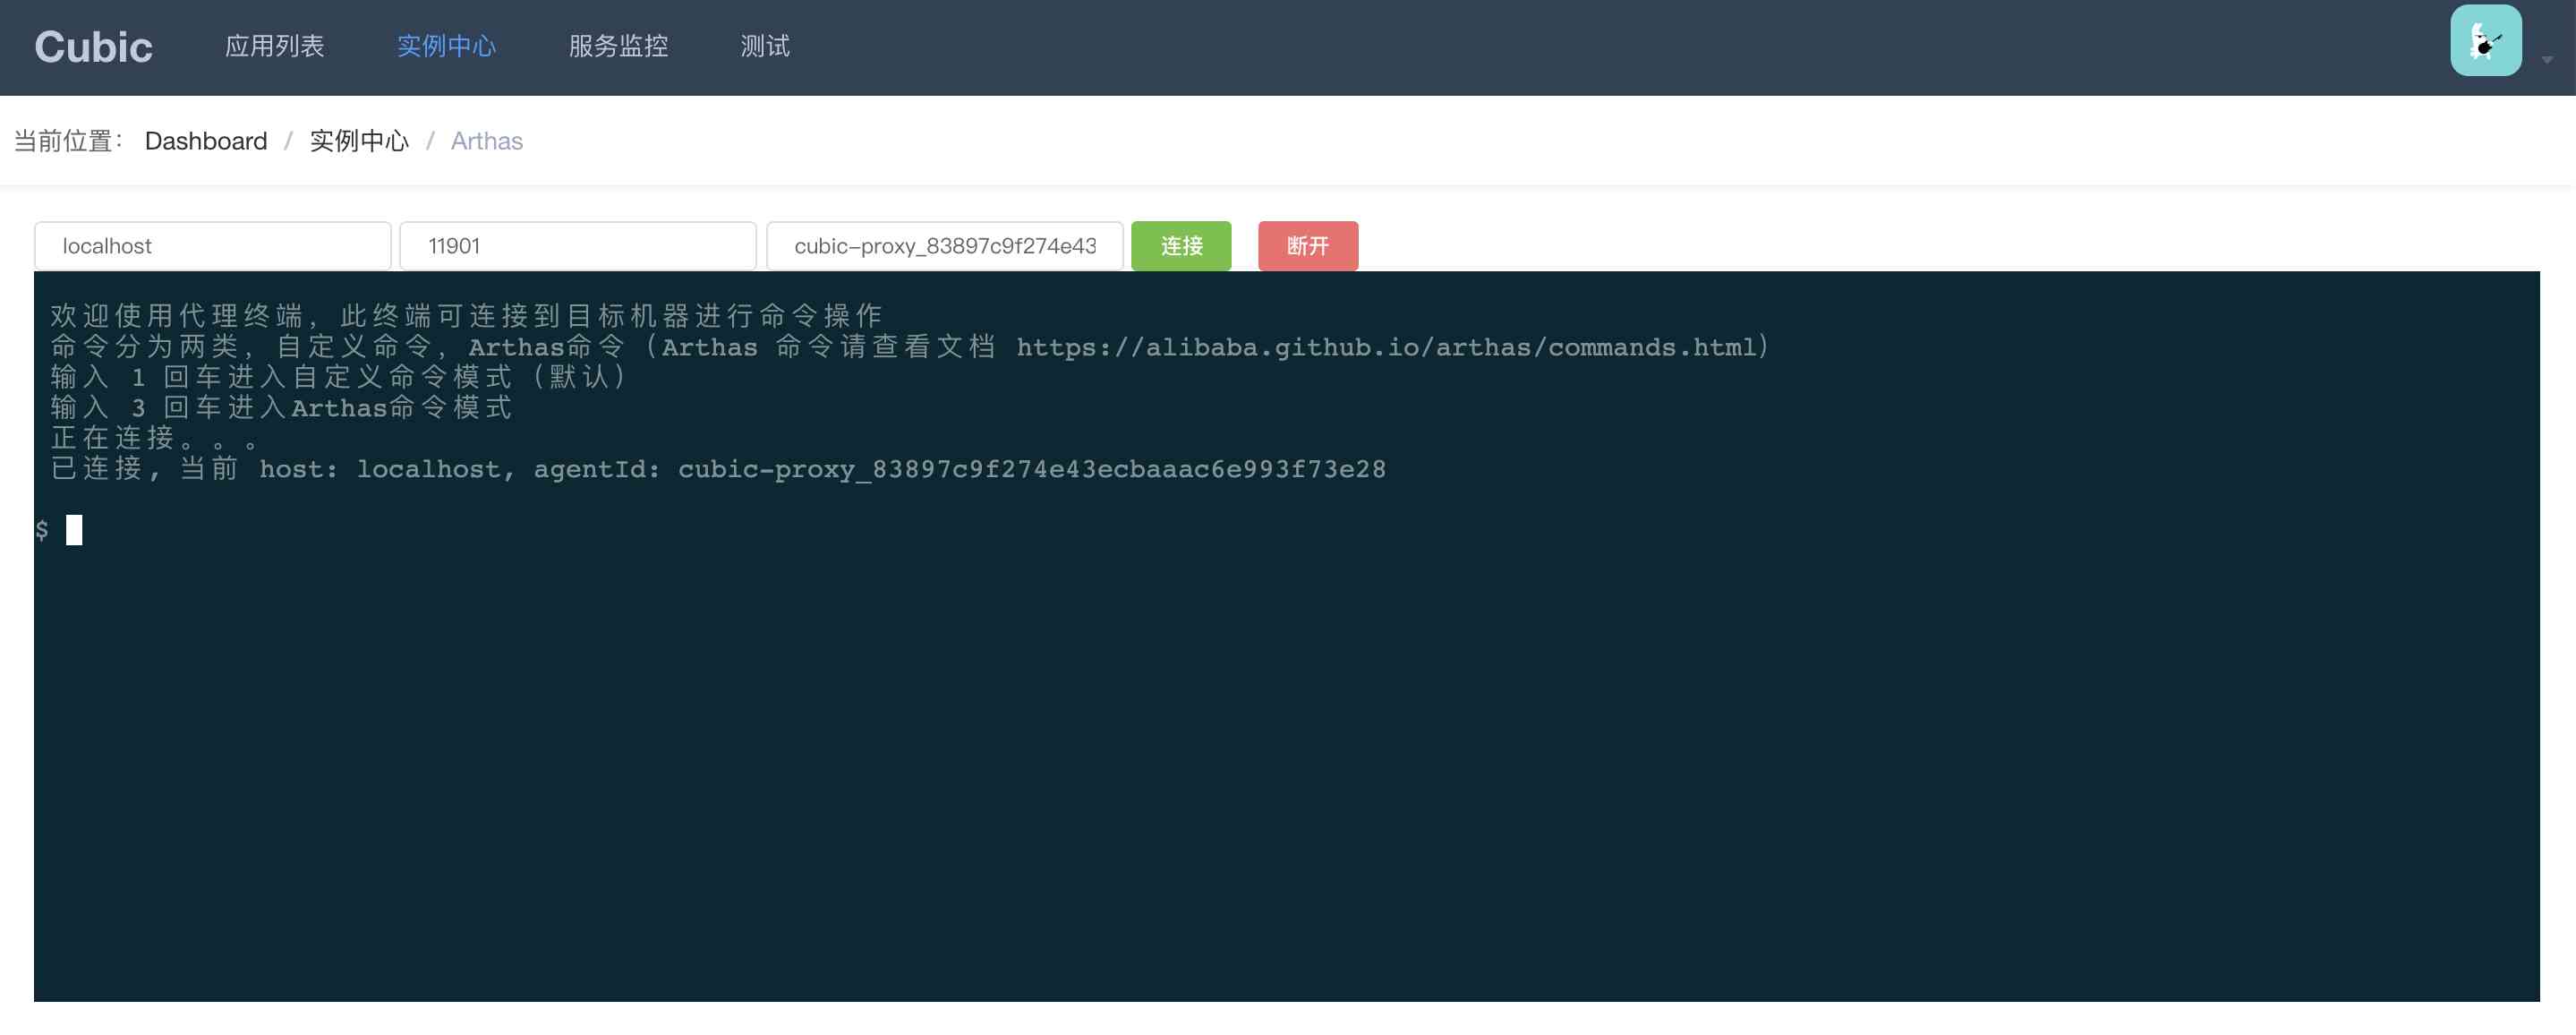 Cubic 应用列表 实例中心 服务监控 测试
当前位置： Dashboard / 实例中心 / Arthas
localhost 11901 cubic-proxy_83897c9f274e43 连接 断开
欢迎使用代理终端，此终端可连接到目标机器进行命令操作
命令分为两类，自定义命令，Arthas命令（Arthas 命令请查看文档 https://alibaba.github.io/arthas/commands.html）
输入 1 回车进入自定义命令模式（默认）
输入 3 回车进入Arthas命令模式
正在连接。。。
已连接，当前 host: localhost, agentId: cubic-proxy_83897c9f274e43ecbaaac6e993f73e28
$